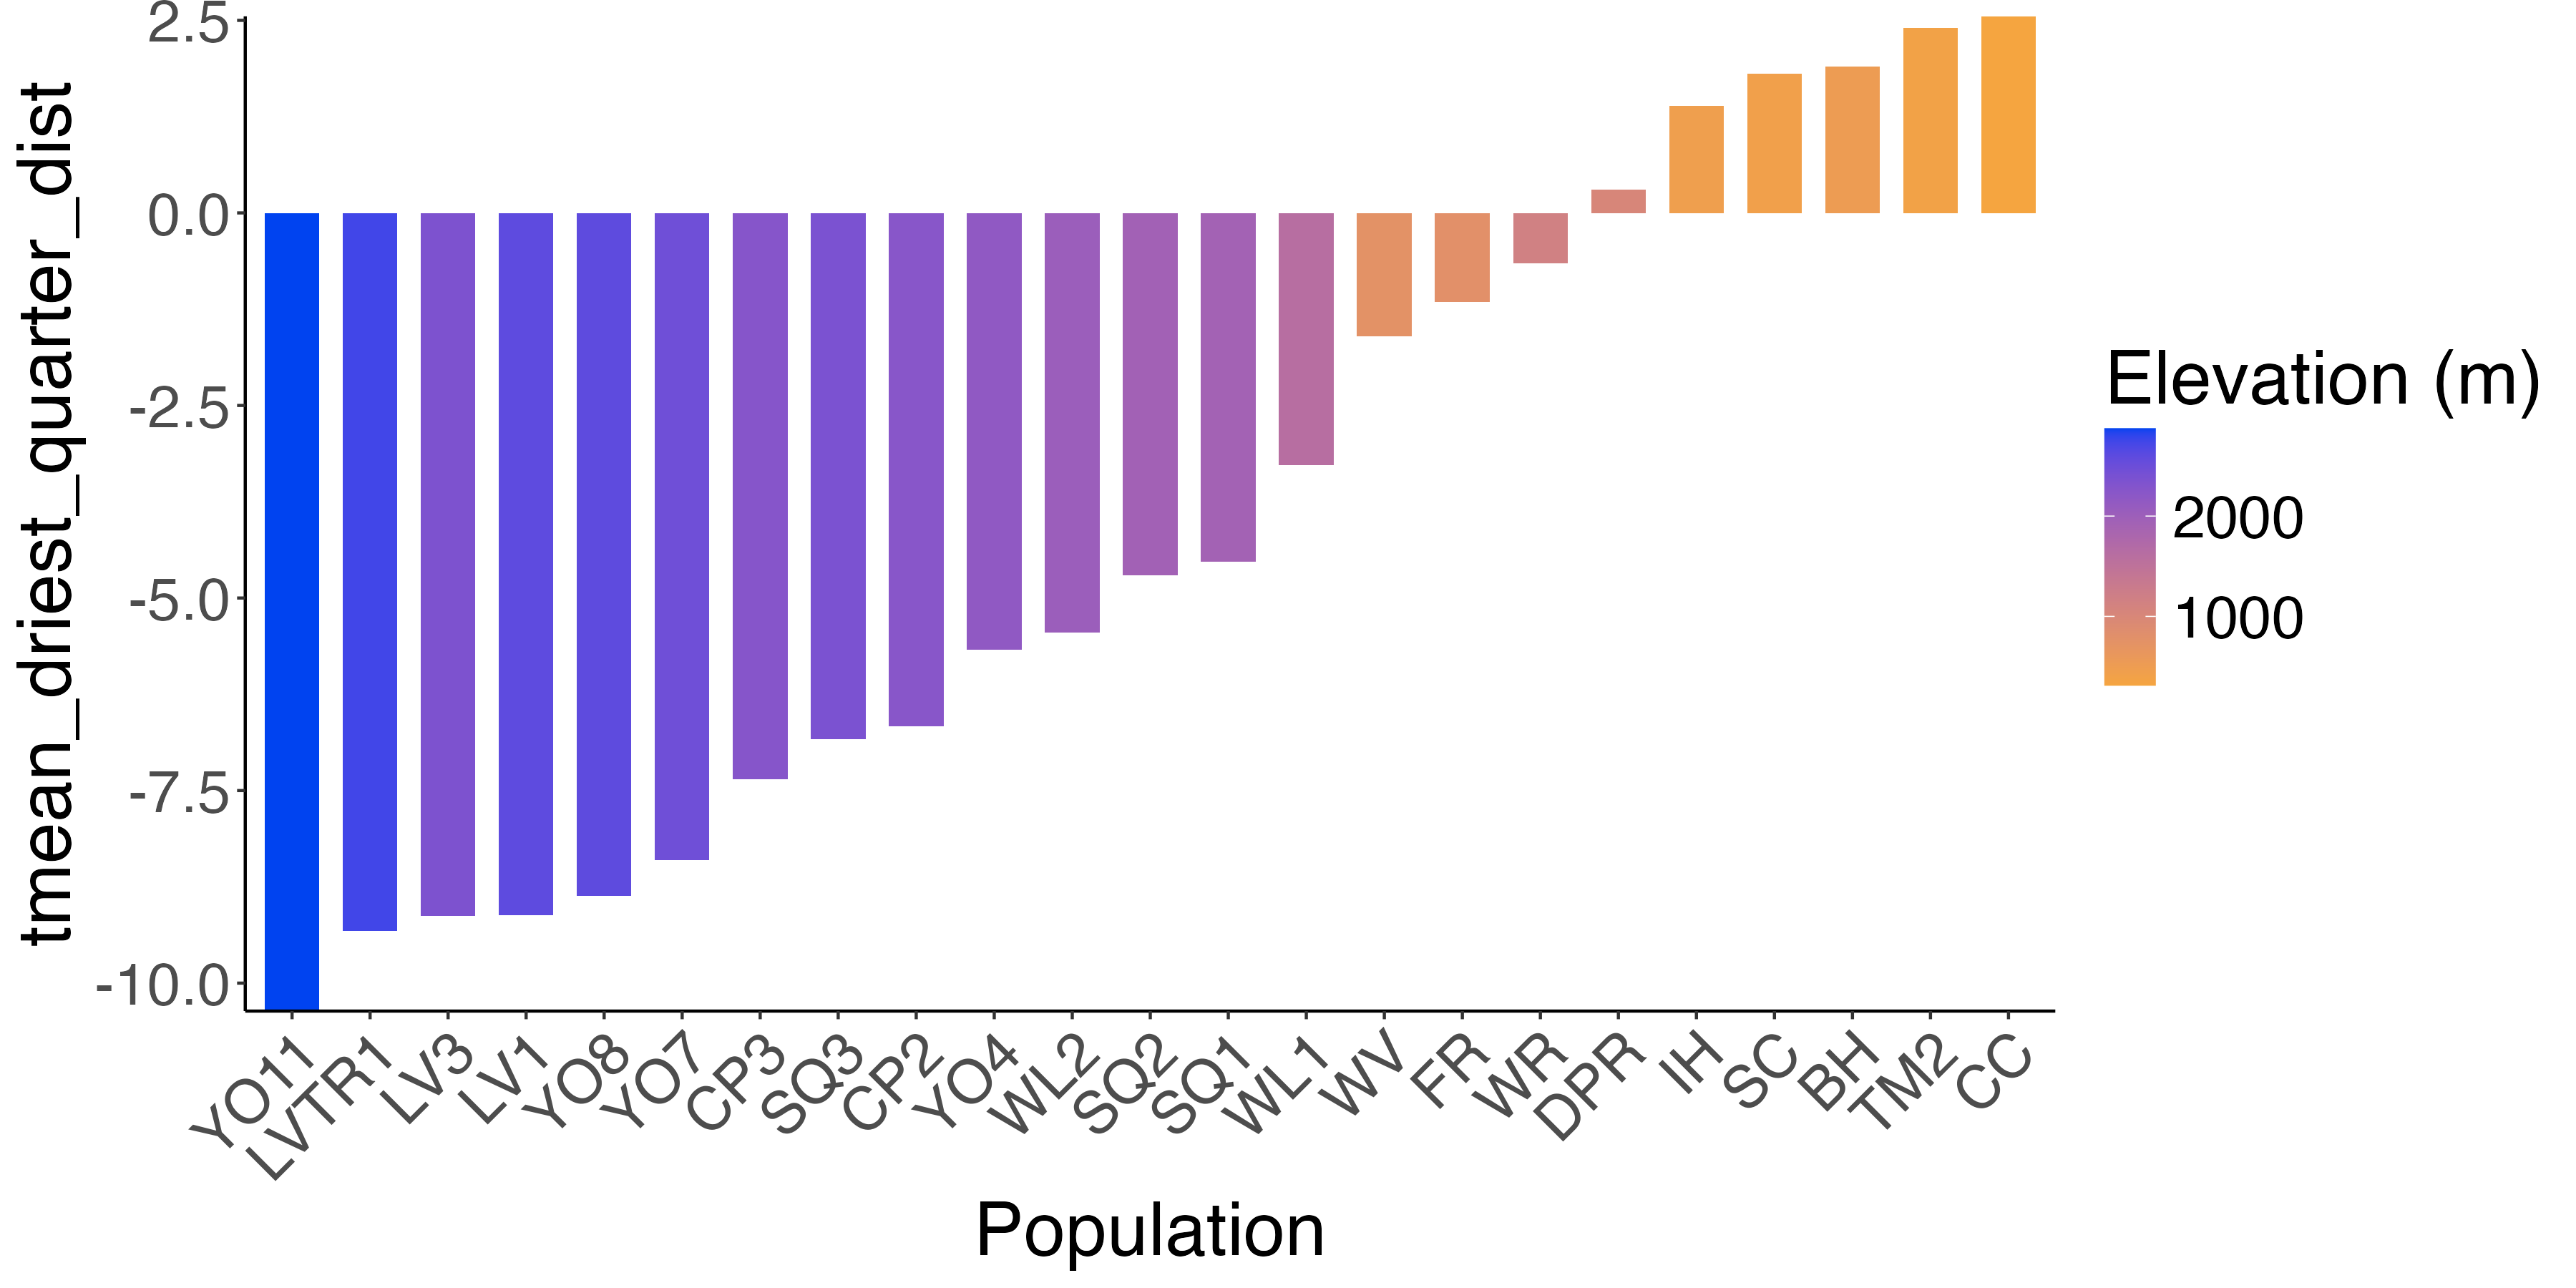 tmean_driest_quarter_dist
2.5
0.0
-2.5
-5.0
-7.5
-10.0
YO11
LVTR1
LV3
LV1
YO8
YO7
CP3
SQ3
CP2
YO4
WL2
SQ2
SQ1
WL1
WV
FR
WR
DPR
IH
SC
BH
TM2
CC
Population
Elevation (m)
2000
1000